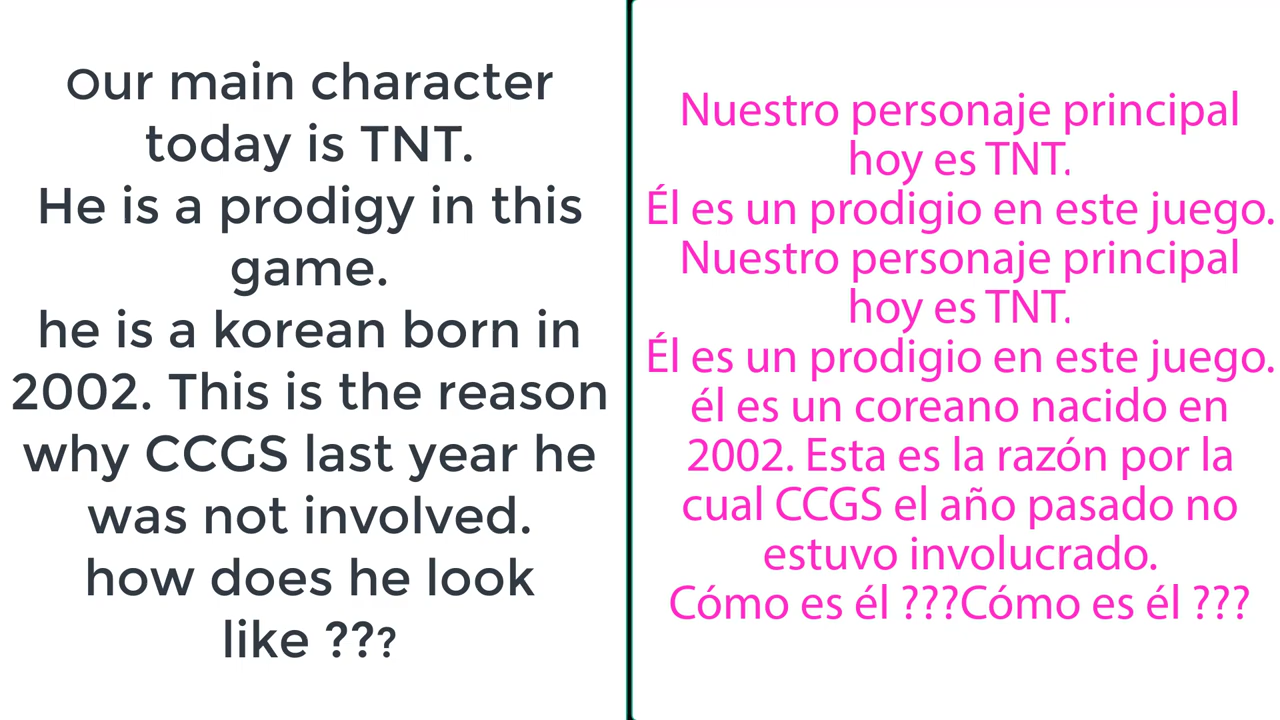 our main character
today is TNT.
He is a prodigy in this
game.
he is a korean born in
2002. This is the reason
why CCGS last year he
was not involved.
how does he look
like ???
Nuestro personaje principal
hoy es TNT.
Él es un prodigio en este juego.
Nuestro personaje principal
hoy es TNT.
Él es un prodigio en este juego.
él es un coreano nacido en
2002. Esta es la razón por la
cual CCGS el año pasado no
estuvo involucrado.
Cómo es él ???Cómo es él ???